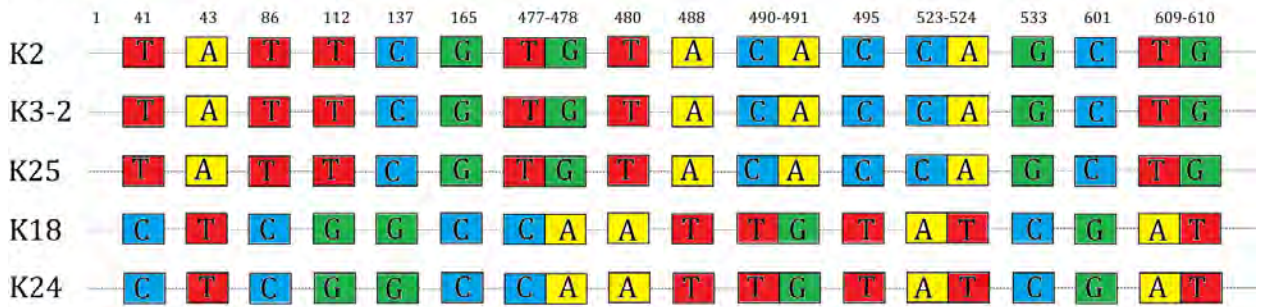 1 41 43 86 112 137 165 477-478 480 488 490-491 495 523-524 533 601 609-610
K2 T A T T C G T G T A C A C C A G C T G
K3-2 T A T T C G T G T A C A C C A G C T G
K25 T A T T C G T G T A C A C C A G C T G
K18 C T C G G C C A A T T G T A T C G A T
K24 C T C G G C C A A T T G T A T C G A T